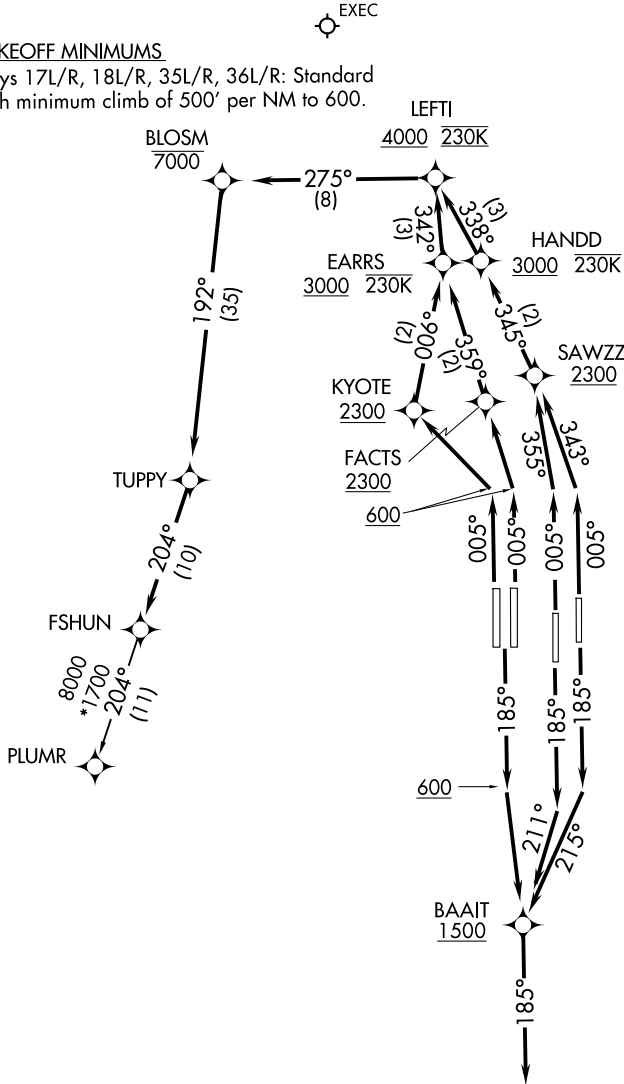 EXEC
KEOFF MINIMUMS
ys 17L/R, 18L/R, 35L/R, 36L/R: Standard
h minimum climb of 500' per NM to 600.
LEFTI
4000 230K
BLOSM
7000
275°
(8)
342°
(3)
338°
(3)
HANDD
3000 230K
EARRS
3000 230K
192°
(35)
006°
(2)
359°
(2)
345°
(2)
SAWZZ
2300
KYOTE
2300
FACTS
2300
355°
343°
TUPPY
600
005°
005°
005°
005°
204°
(10)
FSHUN
8000
*1700
204°
(11)
PLUMR
185°
185°
185°
600
211°
215°
BAAIT
1500
185°